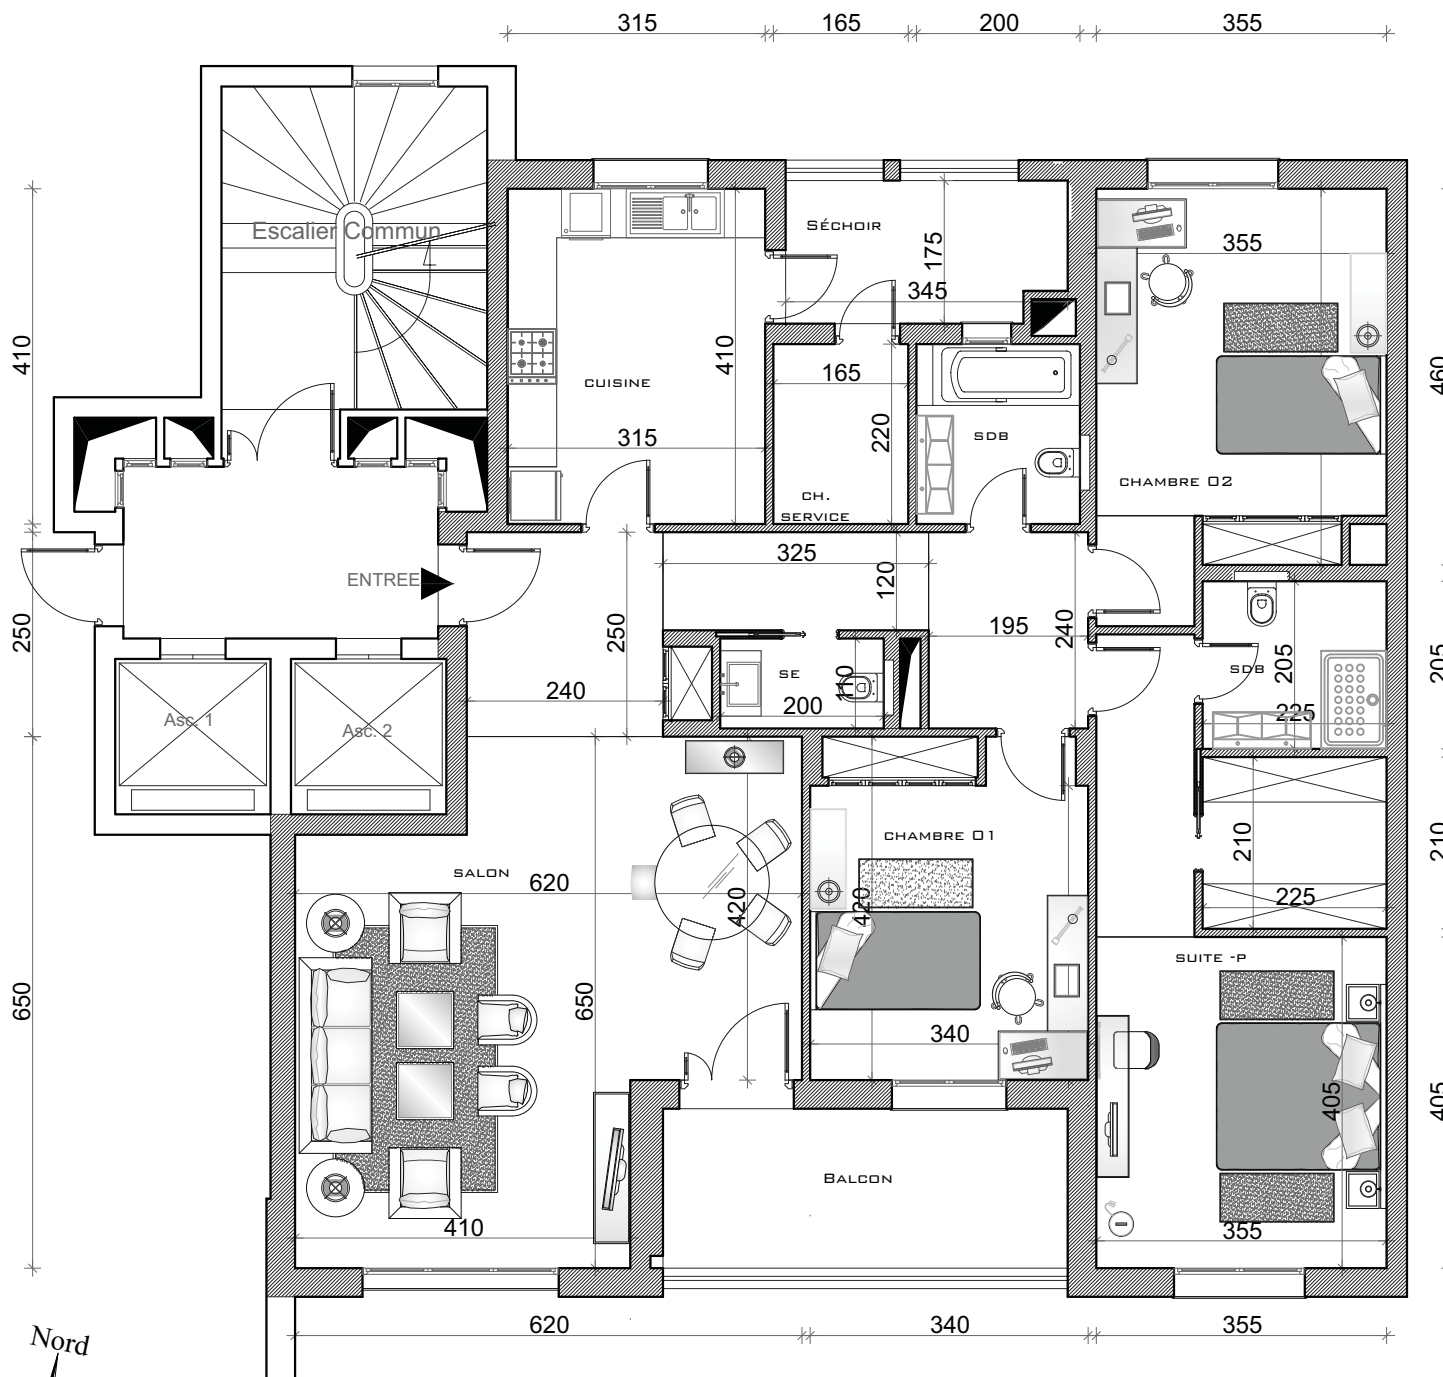 315
165
200
355
Escalier Commun
SÉCHOIR
175
345
355
410
410
460
CUISINE
165
315
220
SDB
CH.
SERVICE
CHAMBRE 02
325
120
ENTREE
250
250
195
240
205
205
SE
110
SDB
240
200
225
Asc. 1
Asc. 2
CHAMBRE 01
210
210
SALON
620
420
420
225
SUITE -P
650
650
340
405
405
BALCON
410
355
620
340
355
Nord